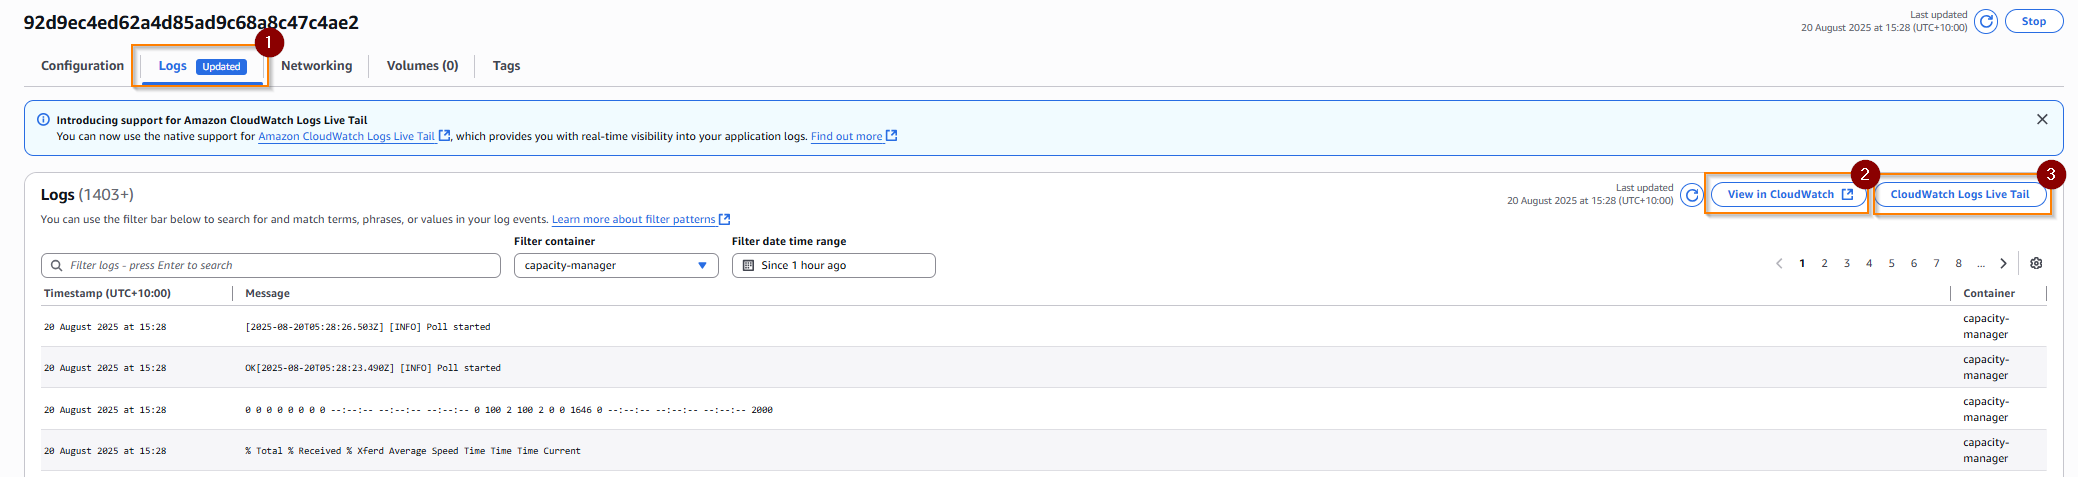 92d9ec4ed62a4d85ad9c68a8c47c4ae2
Last updated
20 August 2025 at 15:28 (UTC+10:00)
Stop
1
Configuration
Logs Updated
Networking
Volumes (0)
Tags
Introducing support for Amazon CloudWatch Logs Live Tail
You can now use the native support for Amazon CloudWatch Logs Live Tail, which provides you with real-time visibility into your application logs. Find out more
Logs (1403+)
Last updated
20 August 2025 at 15:28 (UTC+10:00)
2
View in CloudWatch
3
CloudWatch Logs Live Tail
You can use the filter bar below to search for and match terms, phrases, or values in your log events. Learn more about filter patterns
Filter container
Filter date time range
Filter logs - press Enter to search
capacity-manager
Since 1 hour ago
1 2 3 4 5 6 7 8 ...
Timestamp (UTC+10:00) Message Container
20 August 2025 at 15:28 [2025-08-20T05:28:26.503Z] [INFO] Poll started
capacity-
manager
20 August 2025 at 15:28 OK[2025-08-20T05:28:23.490Z] [INFO] Poll started
capacity-
manager
20 August 2025 at 15:28 0 0 0 0 0 0 0 0 --:--:-- --:--:-- --:--:-- 0 100 2 100 2 0 0 1646 0 --:--:-- --:--:-- --:--:-- 2000
capacity-
manager
20 August 2025 at 15:28 % Total % Received % Xferd Average Speed Time Time Time Current
capacity-
manager